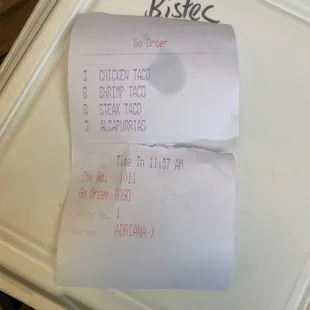 Bistec
Go Order
3 CHICKEN TACO
8 SHRIMP TACO
8 STEAK TACO
2 ALCAPURRIAS
Time In 11:57 AM
Chk No. 1011
Go Order TOGO
Party No. 1
Server ADRIANA X